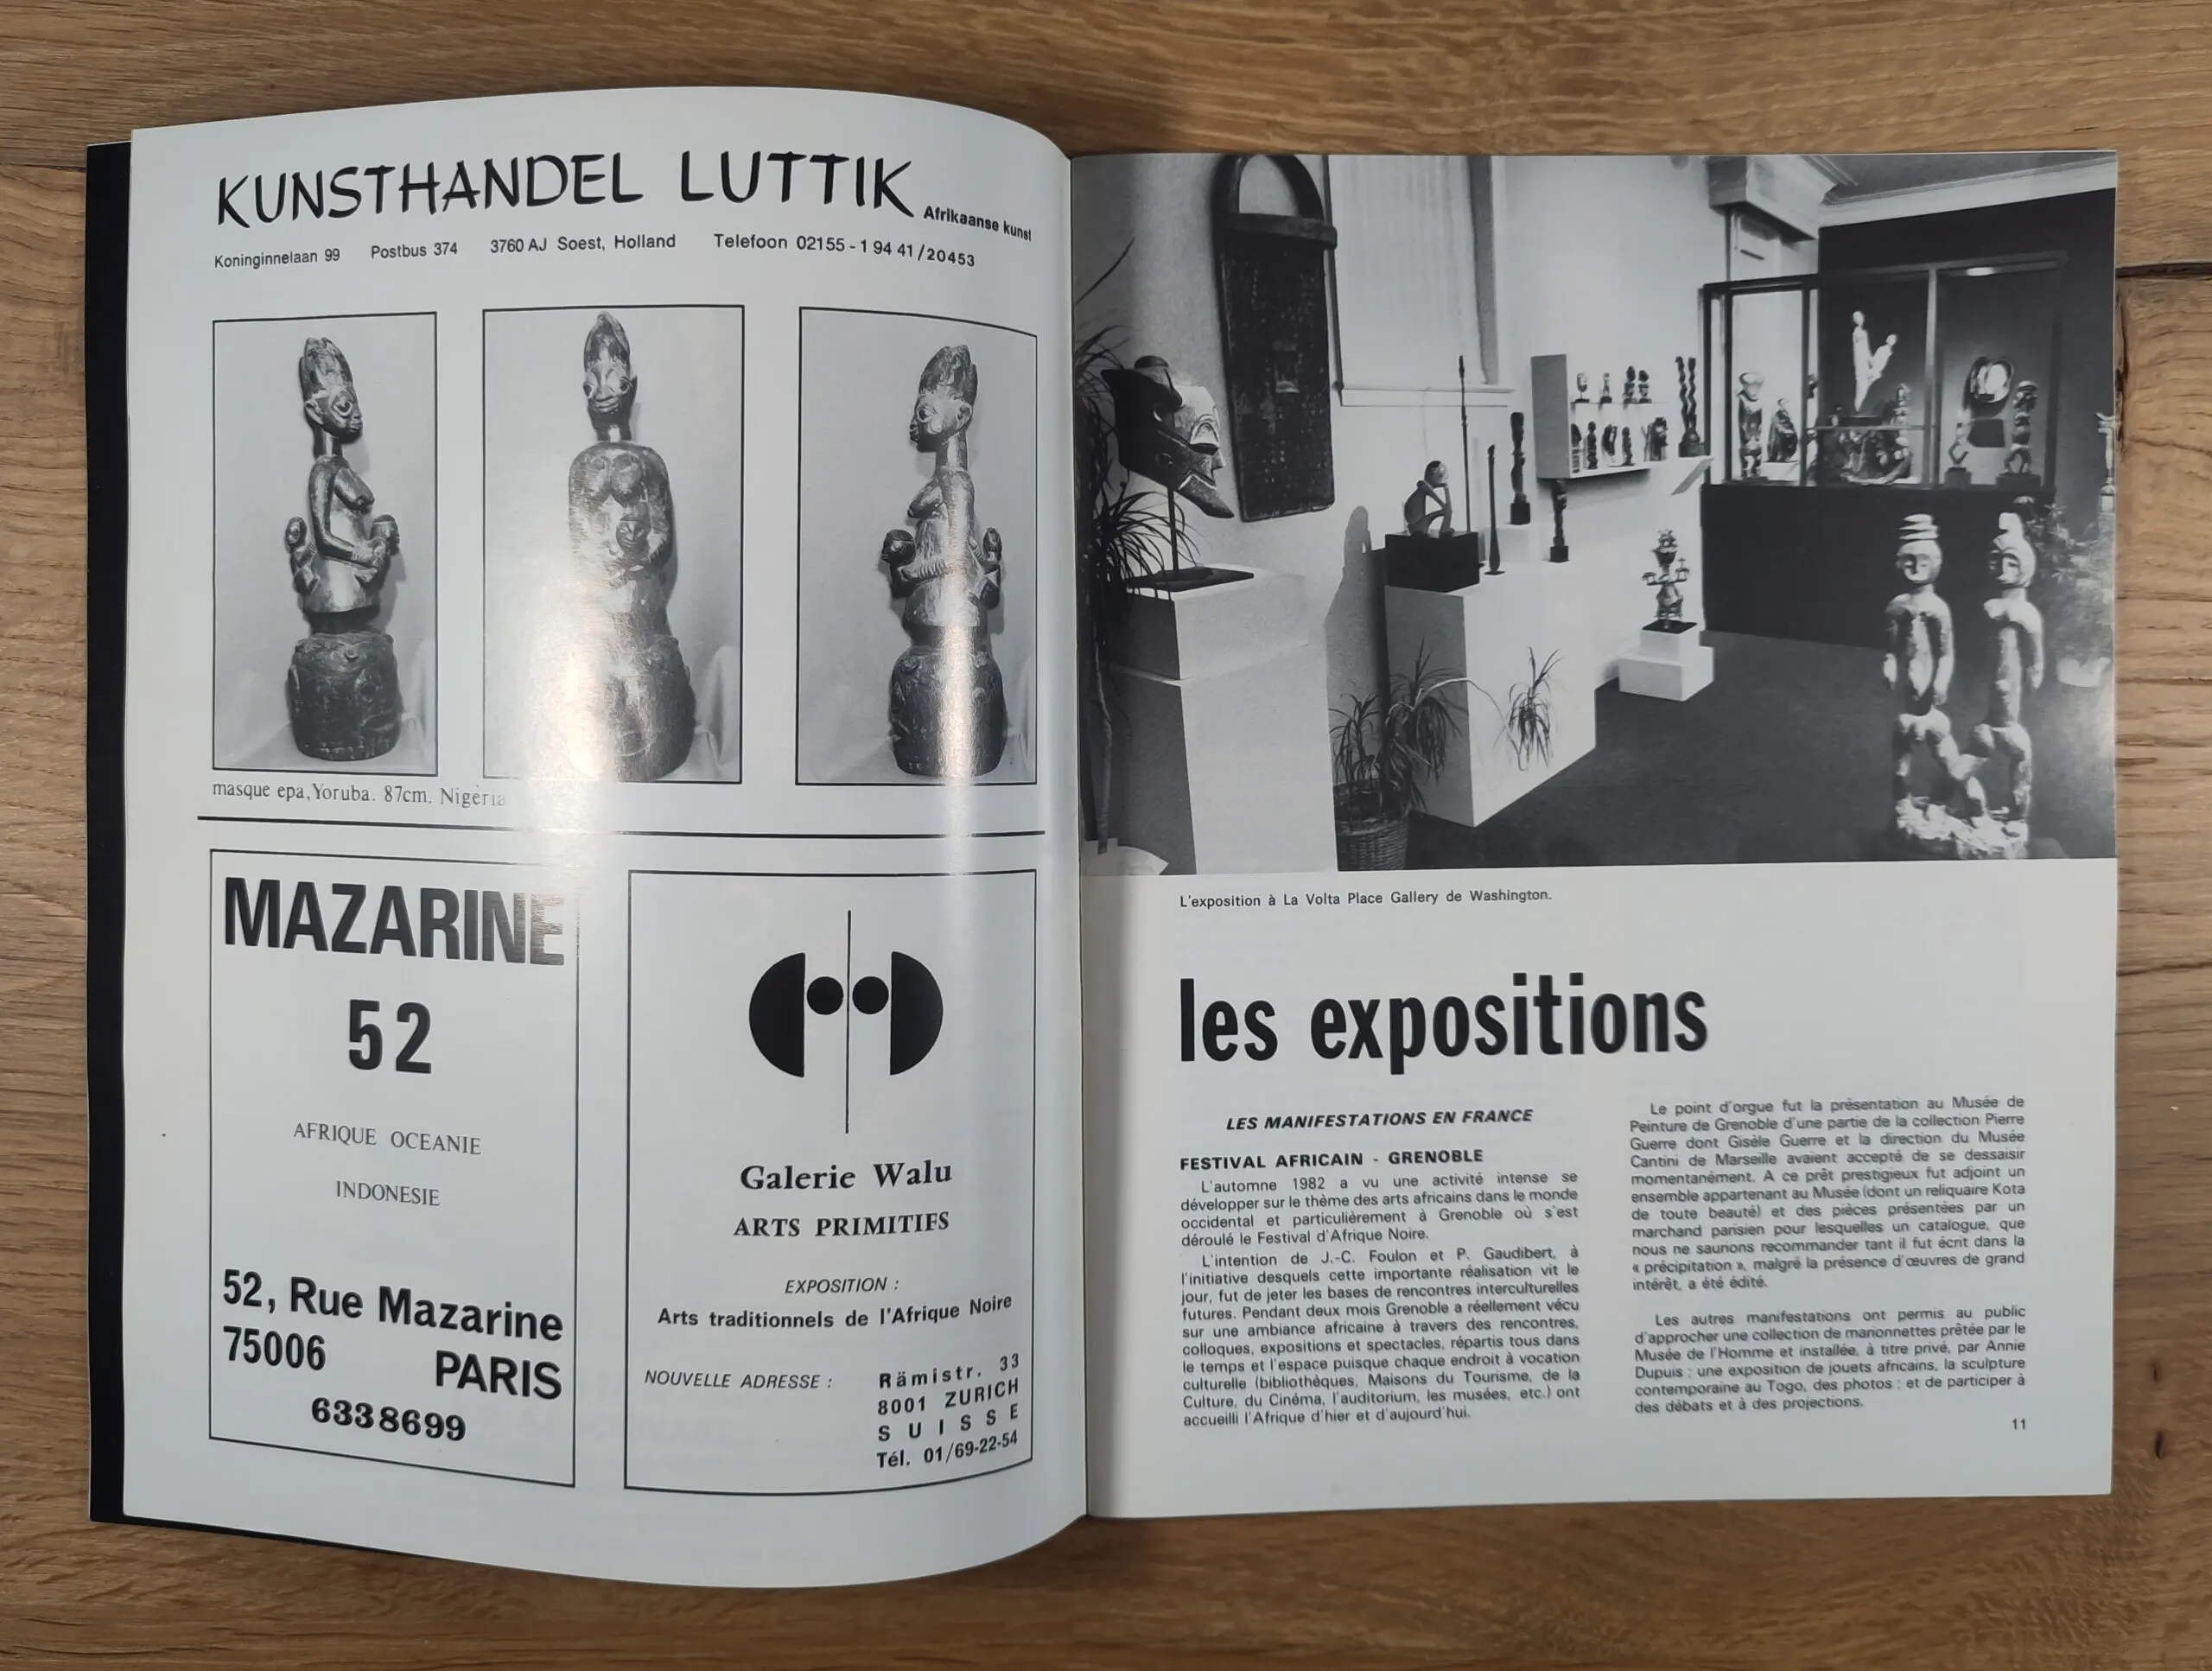 KUNSTHANDEL LUTTIK Afrikaanse kunst
Koninginnelaan 99 Postbus 374 3760 AJ Soest, Holland Telefoon 02155 - 1 94 41 / 20453
masque epa, Yoruba. 87cm. Nigèria
MAZARINE
52
AFRIQUE OCEANIE
INDONESIE
52, Rue Mazarine
75006 PARIS
6338699
Galerie Walu
ARTS PRIMITIFS
EXPOSITION :
Arts traditionnels de l'Afrique Noire
NOUVELLE ADRESSE : Rämistr. 33
8001 ZURICH
SUISSE
Tél. 01/69-22-54
L'exposition à La Volta Place Gallery de Washington.
les expositions
LES MANIFESTATIONS EN FRANCE
FESTIVAL AFRICAIN - GRENOBLE
L'automne 1982 a vu une activité intense se
développer sur le thème des arts africains dans le monde
occidental et particulièrement à Grenoble où s'est
déroulé le Festival d'Afrique Noire.
L'intention de J.-C. Foulon et P. Gaudibert, à
l'initiative desquels cette importante réalisation vit le
jour, fut de jeter les bases de rencontres interculturelles
futures. Pendant deux mois Grenoble a réellement vécu
sur une ambiance africaine à travers des rencontres,
colloques, expositions et spectacles, répartis tous dans
le temps et l'espace puisque chaque endroit à vocation
culturelle (bibliothèques, Maisons du Tourisme, de la
Culture, du Cinéma, l'auditorium, les musées, etc.) ont
accueilli l'Afrique d'hier et d'aujourd'hui.
Le point d'orgue fut la présentation au Musée de
Peinture de Grenoble d'une partie de la collection Pierre
Guerre dont Gisèle Guerre et la direction du Musée
Cantini de Marseille avaient accepté de se dessaisir
momentanément. A ce prêt prestigieux fut adjoint un
ensemble appartenant au Musée (dont un reliquaire Kota
de toute beauté) et des pièces présentées par un
marchand parisien pour lesquelles un catalogue, que
nous ne saurions recommander tant il fut écrit dans la
« précipitation », malgré la présence d'œuvres de grand
intérêt, a été édité.
Les autres manifestations ont permis au public
d'approcher une collection de marionnettes prêtée par le
Musée de l'Homme et installée, à titre privé, par Annie
Dupuis ; une exposition de jouets africains, la sculpture
contemporaine au Togo, des photos ; et de participer à
des débats et à des projections.
11